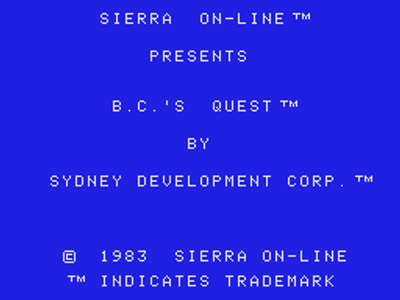 SIERRA ON-LINE™
PRESENTS
B.C.'S QUEST™
BY
SYDNEY DEVELOPMENT CORP.™
© 1983 SIERRA ON-LINE
™ INDICATES TRADEMARK